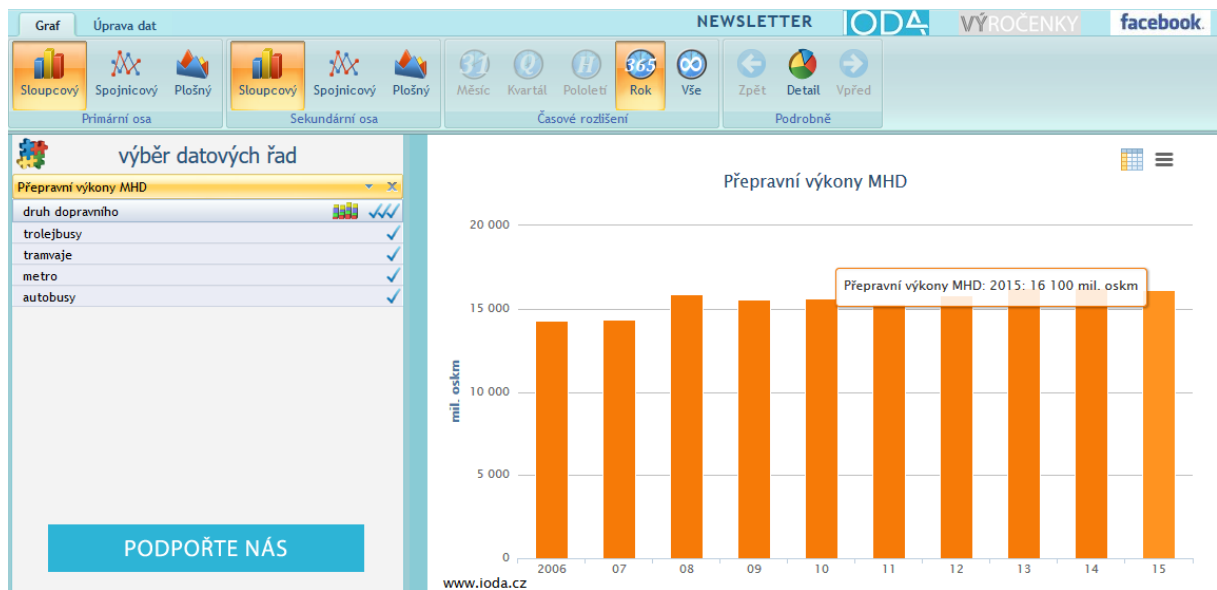 Graf Úprava dat NEWSLETTER IODA VÝROČENKY facebook.
31 Q H 365
Sloupcový Spojnicový Plošný Sloupcový Spojnicový Plošný Měsíc Kvartál Pololetí Rok Vše Zpět Detail Vpřed
Primární osa Sekundární osa Časové rozlišení Podrobně
výběr datových řad
Přepravní výkony MHD
druh dopravního
trolejbusy
tramvaje
metro
autobusy
PODPOŘTE NÁS
Přepravní výkony MHD
20 000
Přepravní výkony MHD: 2015: 16 100 mil. oskm
15 000
mil. oskm
10 000
5 000
0
2006 07 08 09 10 11 12 13 14 15
www.ioda.cz